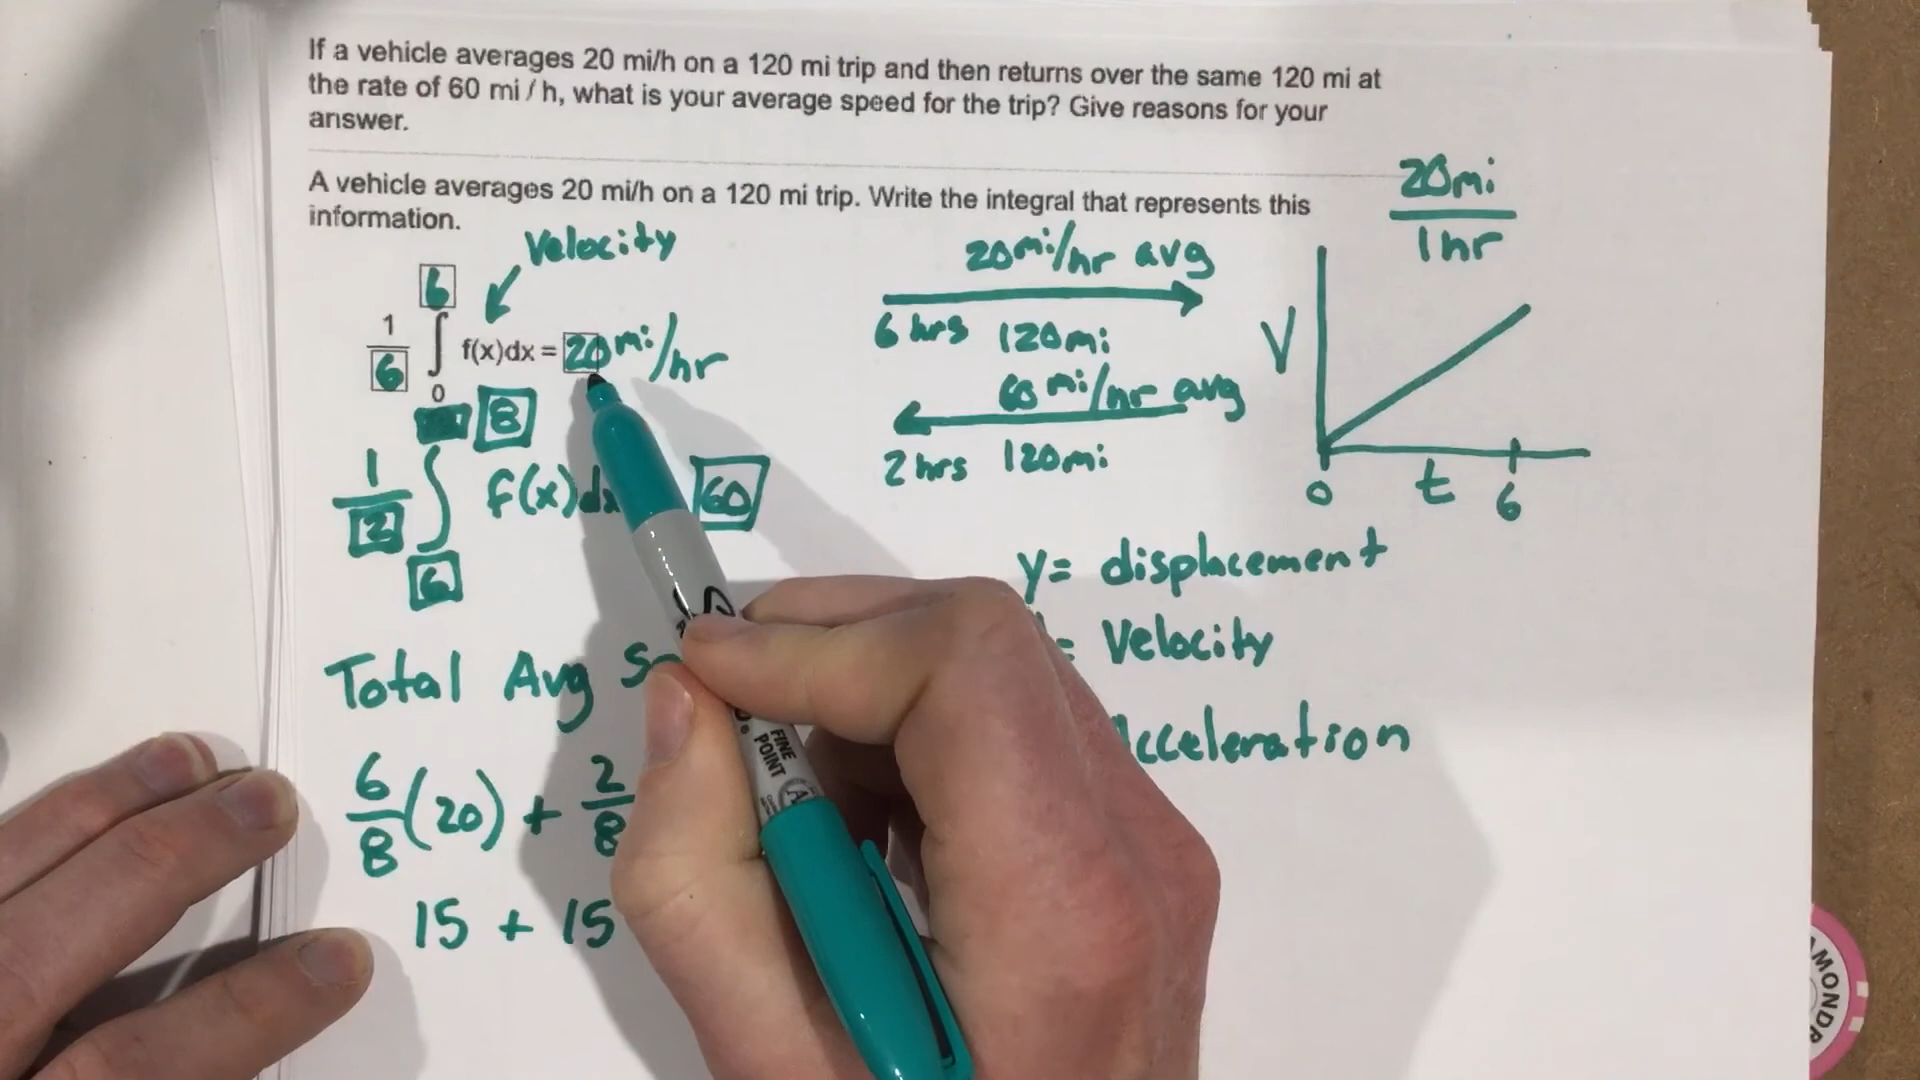 If a vehicle averages 20 mi/h on a 120 mi trip and then returns over the same 120 mi at
the rate of 60 mi / h, what is your average speed for the trip? Give reasons for your
answer.
A vehicle averages 20 mi/h on a 120 mi trip. Write the integral that represents this
information.
Velocity
6
1
6
∫
0
f(x)dx = 20 mi/hr
8
1
2
∫
6
f(x)dx
60
Total Avg
6/8 (20) + 2/8
15 + 15
20mi/hr avg
6 hrs 120mi
60 mi/hr avg
2 hrs 120mi
20mi
1hr
V
0 t 6
y= displacement
= Velocity
Acceleration
FINE
POINT